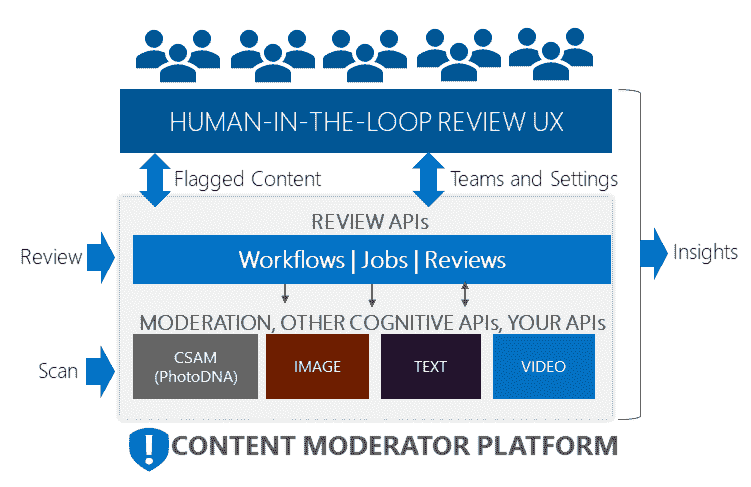 HUMAN-IN-THE-LOOP REVIEW UX
Flagged Content
Teams and Settings
REVIEW APIs
Review
Workflows | Jobs | Reviews
Insights
MODERATION, OTHER COGNITIVE APIs, YOUR APIs
Scan
CSAM
(PhotoDNA)
IMAGE
TEXT
VIDEO
CONTENT MODERATOR PLATFORM